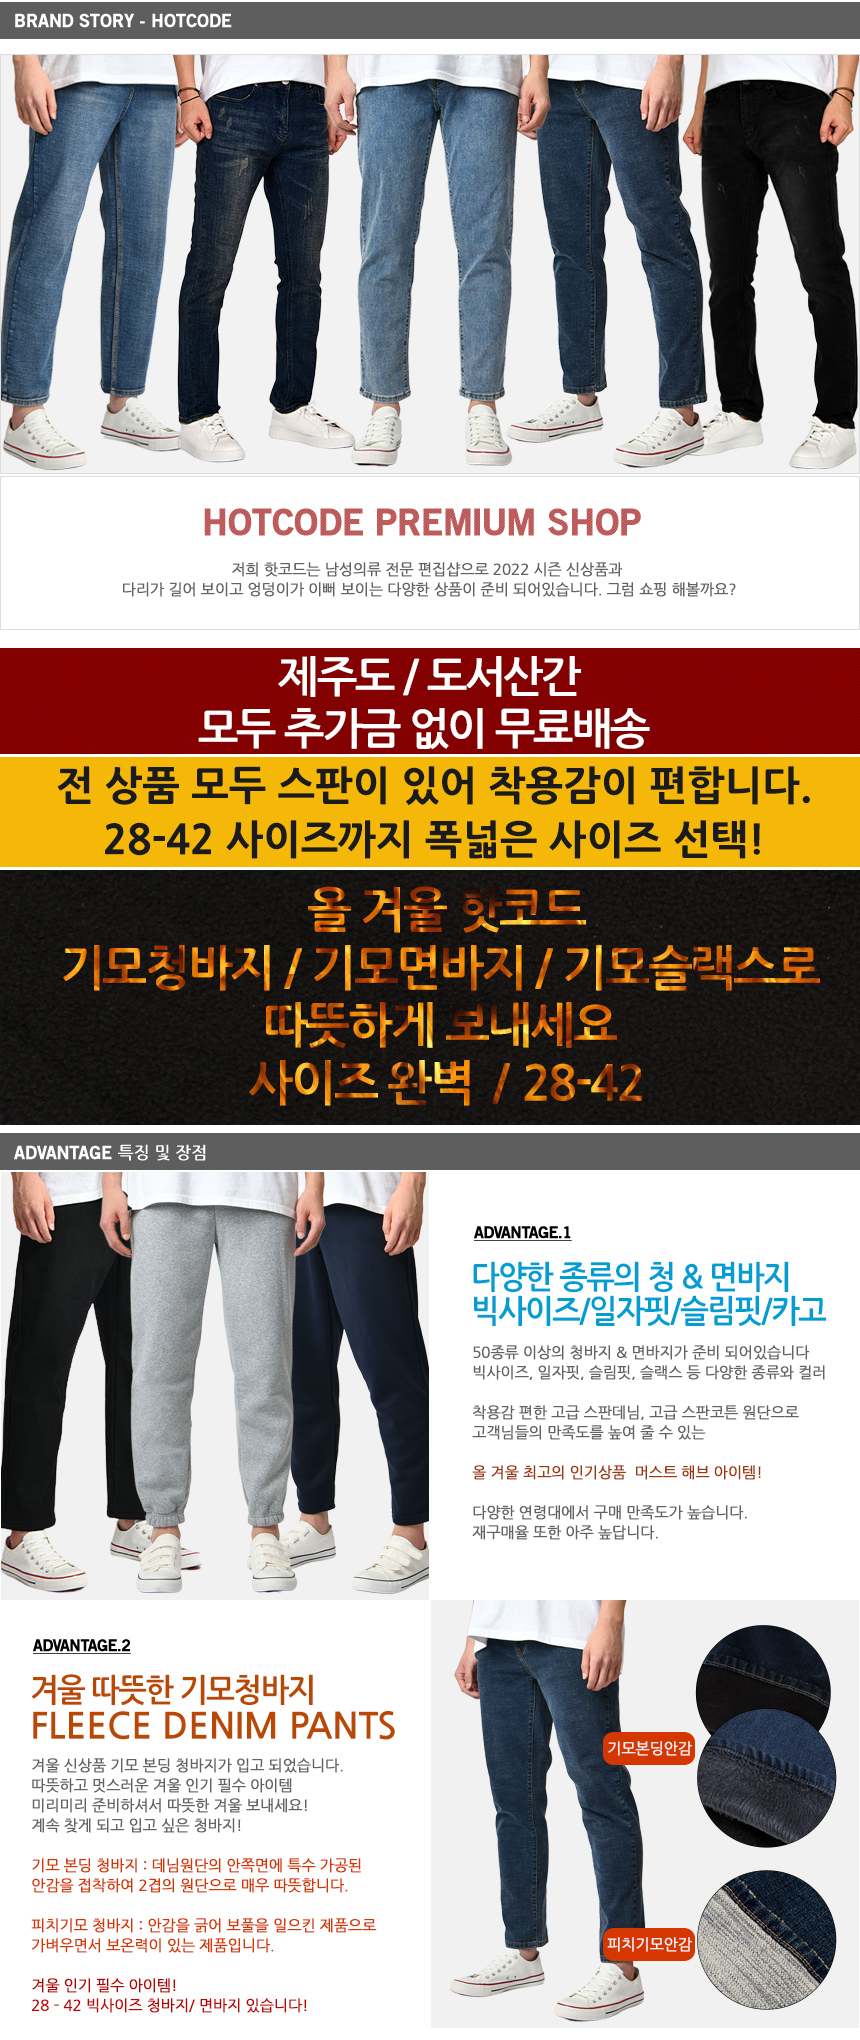 BRAND STORY - HOTCODE
HOTCODE PREMIUM SHOP
저희 핫코드는 남성의류 전문 편집샵으로 2022 시즌 신상품과
다리가 길어 보이고 엉덩이가 이뻐 보이는 다양한 상품이 준비 되어있습니다. 그럼 쇼핑 해볼까요?
제주도 / 도서산간
모두 추가금 없이 무료배송
전 상품 모두 스판이 있어 착용감이 편합니다.
28-42 사이즈까지 폭넓은 사이즈 선택!
올 겨울 핫코드
기모청바지 / 기모면바지 / 기모슬랙스로
따뜻하게 보내세요
사이즈 완벽 / 28-42
ADVANTAGE 특징 및 장점
ADVANTAGE.1
다양한 종류의 청 & 면바지
빅사이즈/일자핏/슬림핏/카고
50종류 이상의 청바지 & 면바지가 준비 되어있습니다
빅사이즈, 일자핏, 슬림핏, 슬랙스 등 다양한 종류와 컬러
착용감 편한 고급 스판데님, 고급 스판코튼 원단으로
고객님들의 만족도를 높여 줄 수 있는
올 겨울 최고의 인기상품 머스트 해브 아이템!
다양한 연령대에서 구매 만족도가 높습니다.
재구매율 또한 아주 높답니다.
ADVANTAGE.2
겨울 따뜻한 기모청바지
FLEECE DENIM PANTS
겨울 신상품 기모 본딩 청바지가 입고 되었습니다.
따뜻하고 멋스러운 겨울 인기 필수 아이템
미리미리 준비하셔서 따뜻한 겨울 보내세요!
계속 찾게 되고 입고 싶은 청바지!
기모 본딩 청바지 : 데님원단의 안쪽면에 특수 가공된
안감을 접착하여 2겹의 원단으로 매우 따뜻합니다.
피치기모 청바지 : 안감을 긁어 보풀을 일으킨 제품으로
가벼우면서 보온력이 있는 제품입니다.
겨울 인기 필수 아이템!
28 - 42 빅사이즈 청바지/ 면바지 있습니다!
기모본딩안감
피치기모안감